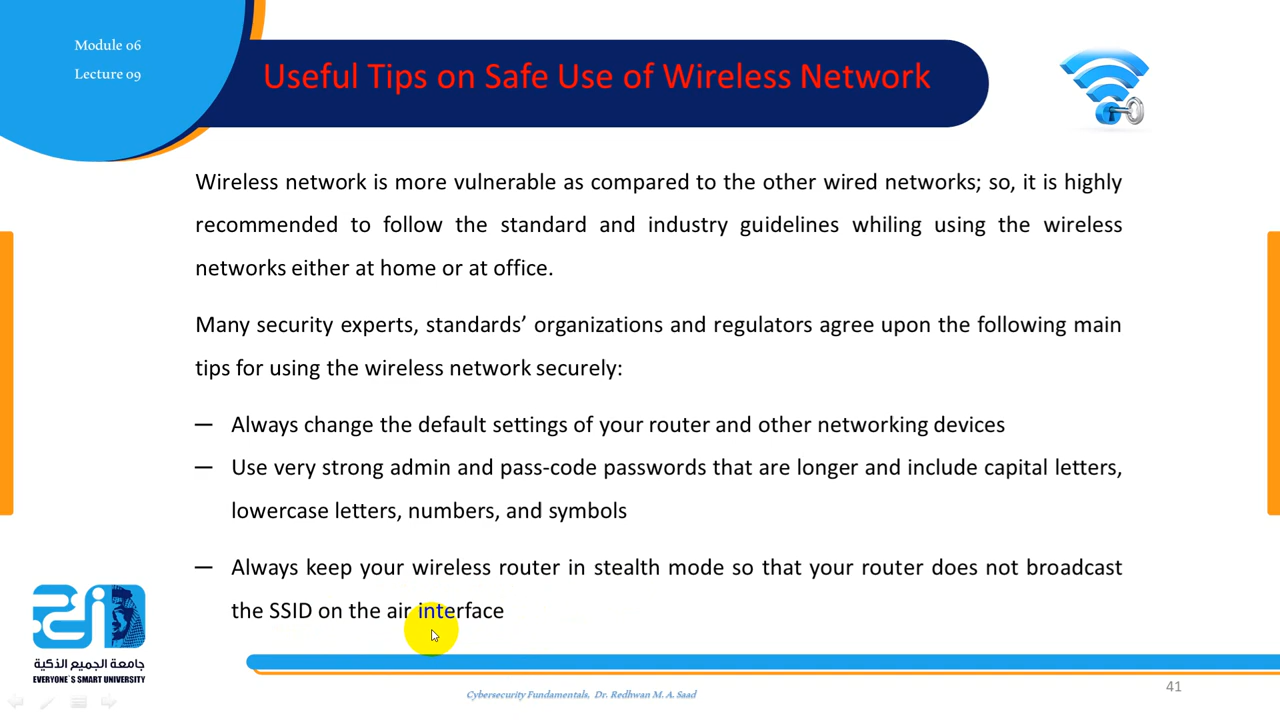 Module 06
Lecture 09
Useful Tips on Safe Use of Wireless Network
Wireless network is more vulnerable as compared to the other wired networks; so, it is highly
recommended to follow the standard and industry guidelines whiling using the wireless
networks either at home or at office.
Many security experts, standards’ organizations and regulators agree upon the following main
tips for using the wireless network securely:
— Always change the default settings of your router and other networking devices
— Use very strong admin and pass-code passwords that are longer and include capital letters,
lowercase letters, numbers, and symbols
— Always keep your wireless router in stealth mode so that your router does not broadcast
the SSID on the air interface
جامعة الجميع الذكية
EVERYONE`S SMART UNIVERSITY
Cybersecurity Fundamentals, Dr. Redhwan M. A. Saad
41